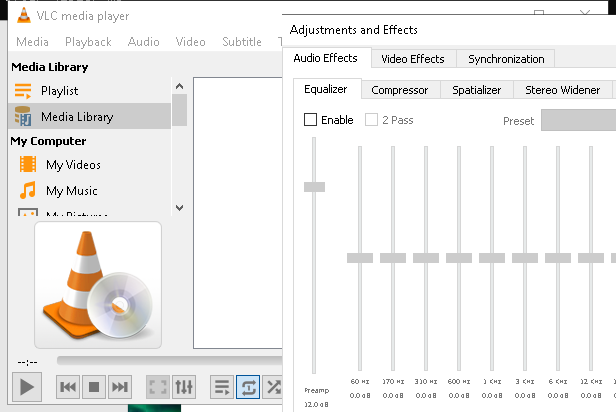 VLC media player
Media Playback Audio Video Subtitle
Media Library
Playlist
Media Library
My Computer
My Videos
My Music
My Pictures
--:--
Adjustments and Effects
Audio Effects Video Effects Synchronization
Equalizer Compressor Spatializer Stereo Widener
Enable 2 Pass Preset
60 Hz 170 Hz 310 Hz 600 Hz 1 KHz 3 KHz 6 KHz 12 KHz
Preamp 0.0 dB 0.0 dB 0.0 dB 0.0 dB 0.0 dB 0.0 dB 0.0 dB 0.0 dB
12.0 dB